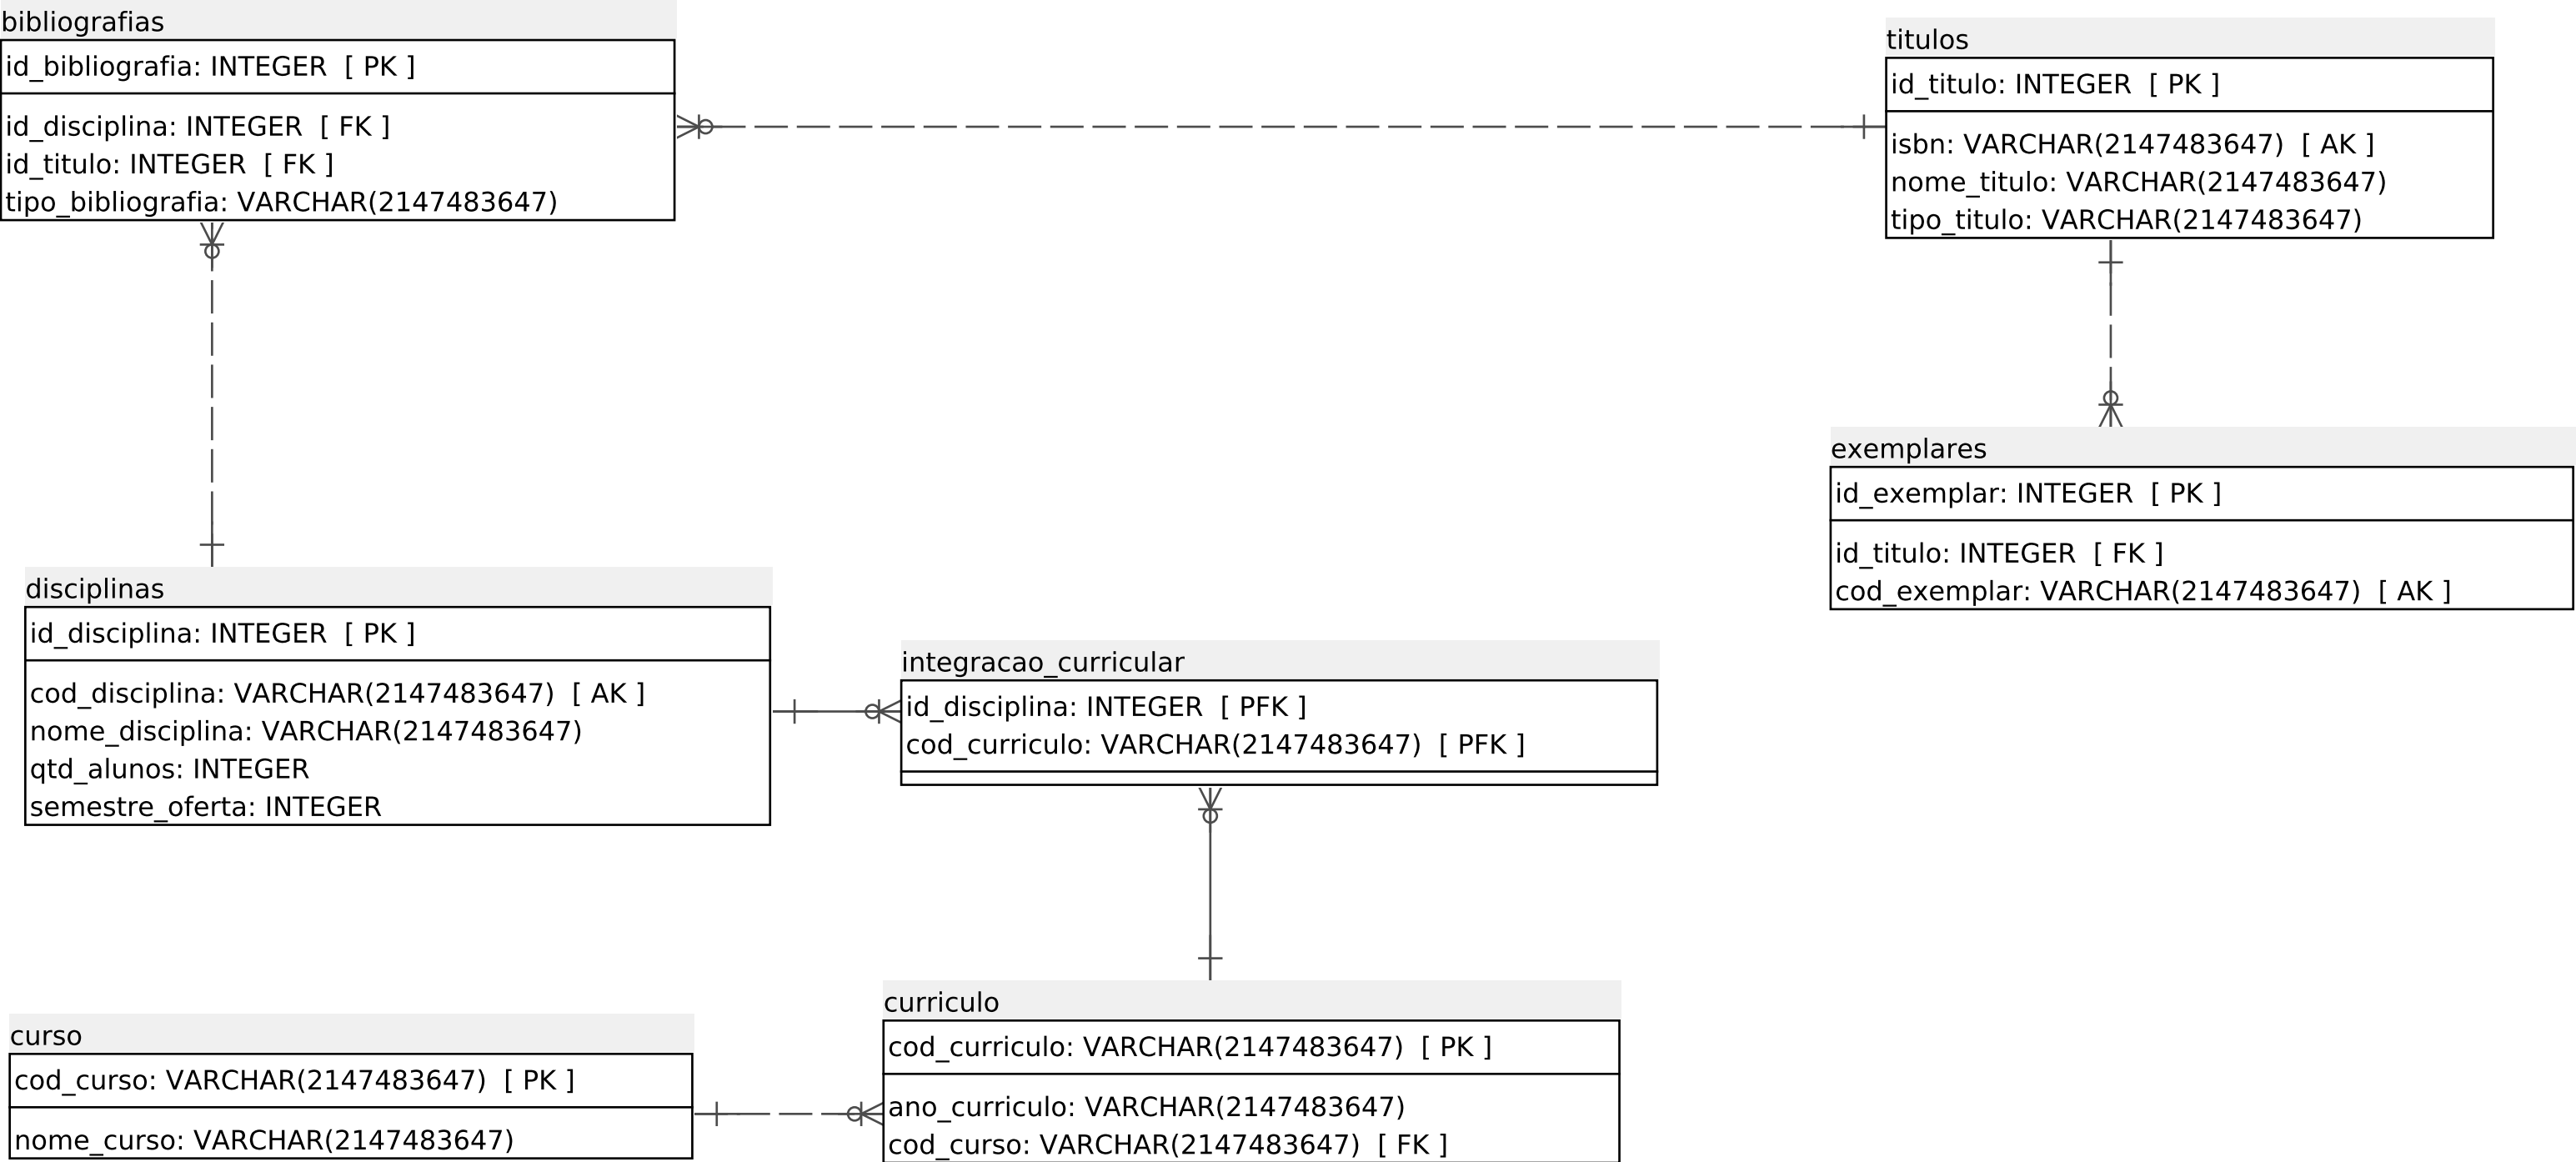 bibliografias
id_bibliografia: INTEGER [ PK ]
id_disciplina: INTEGER [ FK ]
id_titulo: INTEGER [ FK ]
tipo_bibliografia: VARCHAR(2147483647)
titulos
id_titulo: INTEGER [ PK ]
isbn: VARCHAR(2147483647) [ AK ]
nome_titulo: VARCHAR(2147483647)
tipo_titulo: VARCHAR(2147483647)
exemplares
id_exemplar: INTEGER [ PK ]
id_titulo: INTEGER [ FK ]
cod_exemplar: VARCHAR(2147483647) [ AK ]
disciplinas
id_disciplina: INTEGER [ PK ]
cod_disciplina: VARCHAR(2147483647) [ AK ]
nome_disciplina: VARCHAR(2147483647)
qtd_alunos: INTEGER
semestre_oferta: INTEGER
integracao_curricular
id_disciplina: INTEGER [ PFK ]
cod_curriculo: VARCHAR(2147483647) [ PFK ]
curso
cod_curso: VARCHAR(2147483647) [ PK ]
nome_curso: VARCHAR(2147483647)
curriculo
cod_curriculo: VARCHAR(2147483647) [ PK ]
ano_curriculo: VARCHAR(2147483647)
cod_curso: VARCHAR(2147483647) [ FK ]